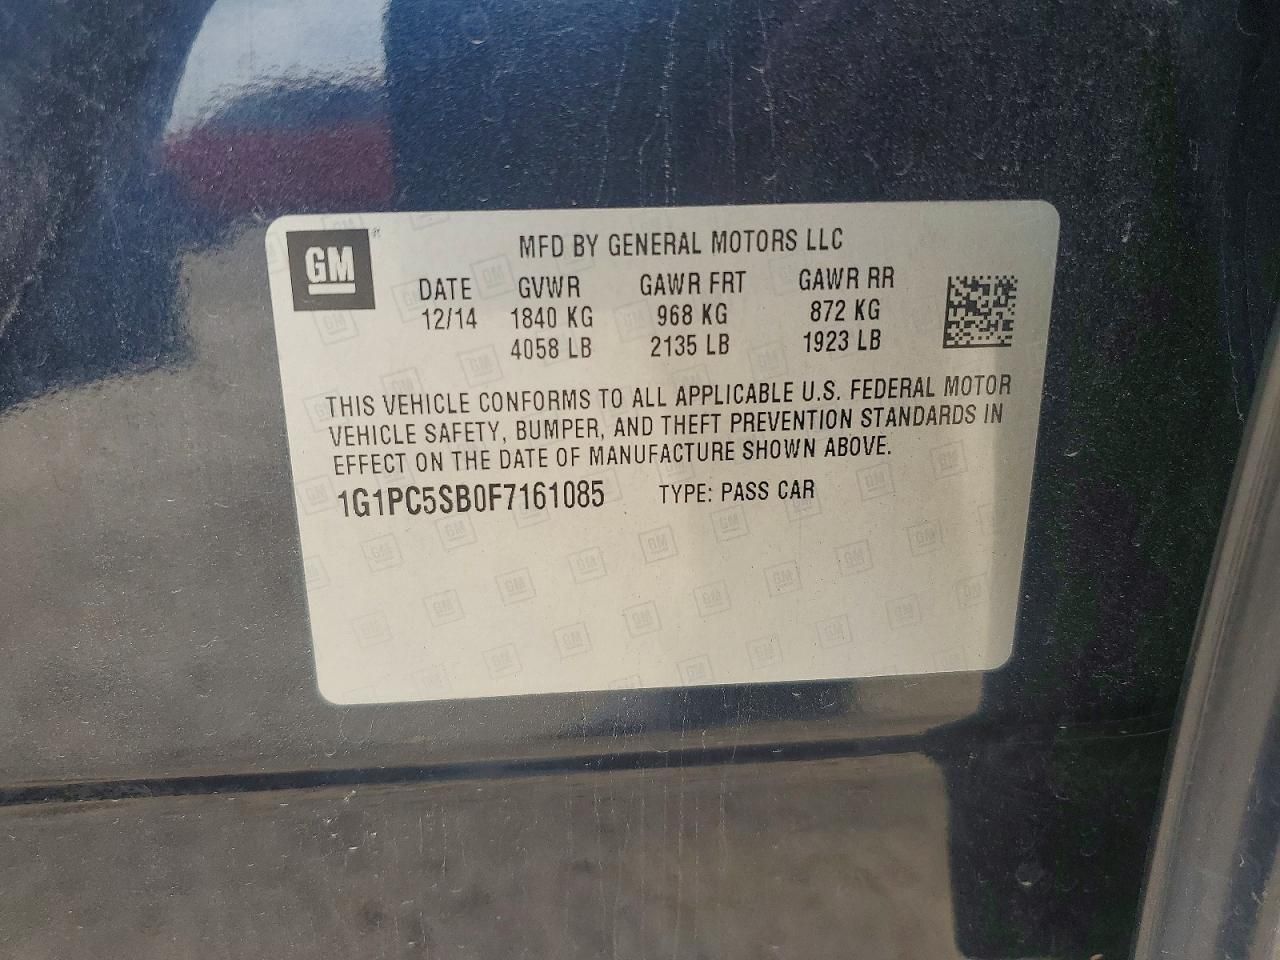 GM
MFD BY GENERAL MOTORS LLC
DATE GVWR GAWR FRT GAWR RR
12/14 1840 KG 968 KG 872 KG
4058 LB 2135 LB 1923 LB
THIS VEHICLE CONFORMS TO ALL APPLICABLE U.S. FEDERAL MOTOR
VEHICLE SAFETY, BUMPER, AND THEFT PREVENTION STANDARDS IN
EFFECT ON THE DATE OF MANUFACTURE SHOWN ABOVE.
1G1PC5SB0F7161085 TYPE: PASS CAR